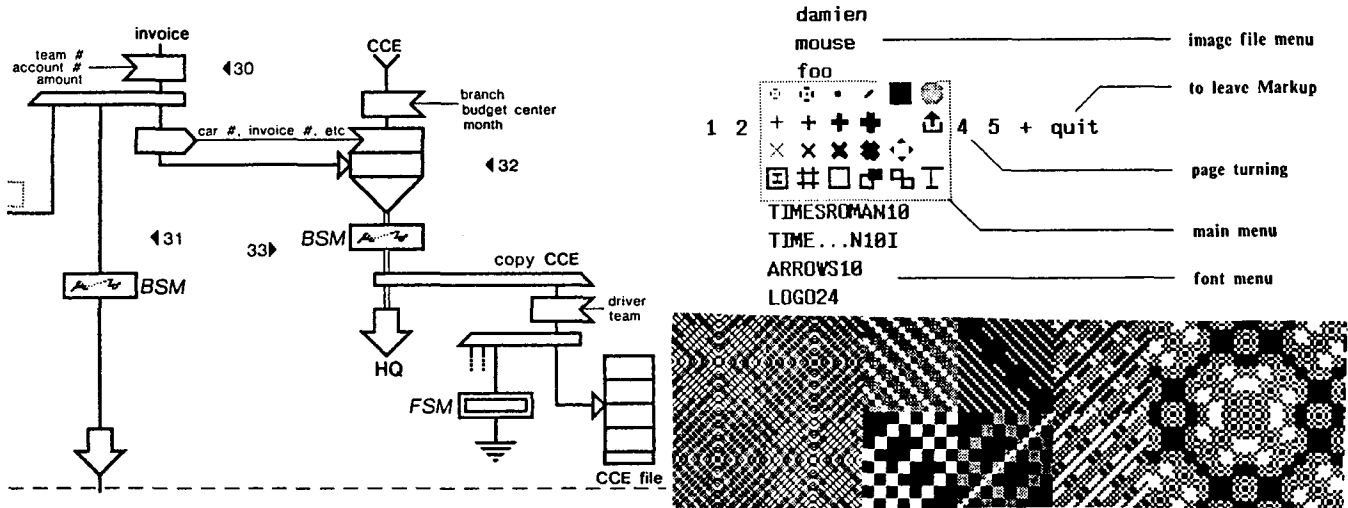 invoice
team #
account #
amount
◀30
CCE
branch
budget center
month
car #, invoice #, etc
◀32
◀31
33▶
BSM
BSM
copy CCE
driver
team
HQ
FSM
CCE file
damien
mouse
foo
image file menu
to leave Markup
1 2
4 5 + quit
page turning
main menu
TIMESROMAN10
TIME...N10I
ARROWS10
LOGO24
font menu